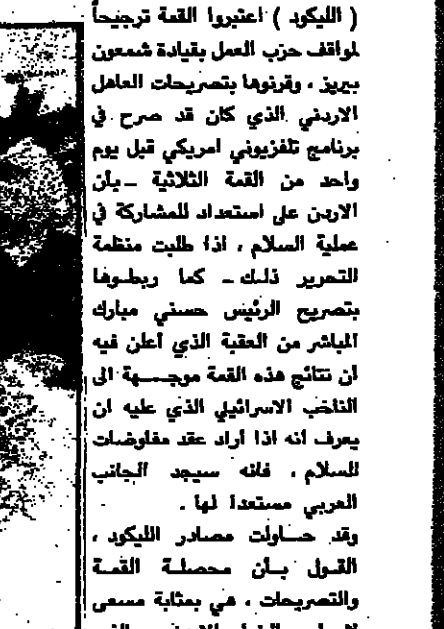 ( الليكود ) اعتبروا القمة ترجيحاً
لمواقف حزب العمل بقيادة شمعون
بيريز ، وقرنوها بتصريحات العاهل
الاردني الذي كان قد صرح في
برنامج تلفزيوني امريكي قبل يوم
واحد من القمة الثلاثية - بأن
الاردن على استعداد للمشاركة في
عملية السلام ، اذا طلبت منظمة
التحرير ذلك - كما ربطوها
بتصريح الرئيس حسني مبارك
المباشر من العقبة الذي أعلن فيه
أن نتائج هذه القمة موجهة الى
الناخب الاسرائيلي الذي عليه ان
يعرف أنه اذا أراد عقد مفاوضات
للسلام ، فانه سيجد الجانب
العربي مستعدا لها .
وقد حاولت مصادر الليكود ،
القول بأن محصلة القمة
والتصريحات ، هي بمثابة مسعى